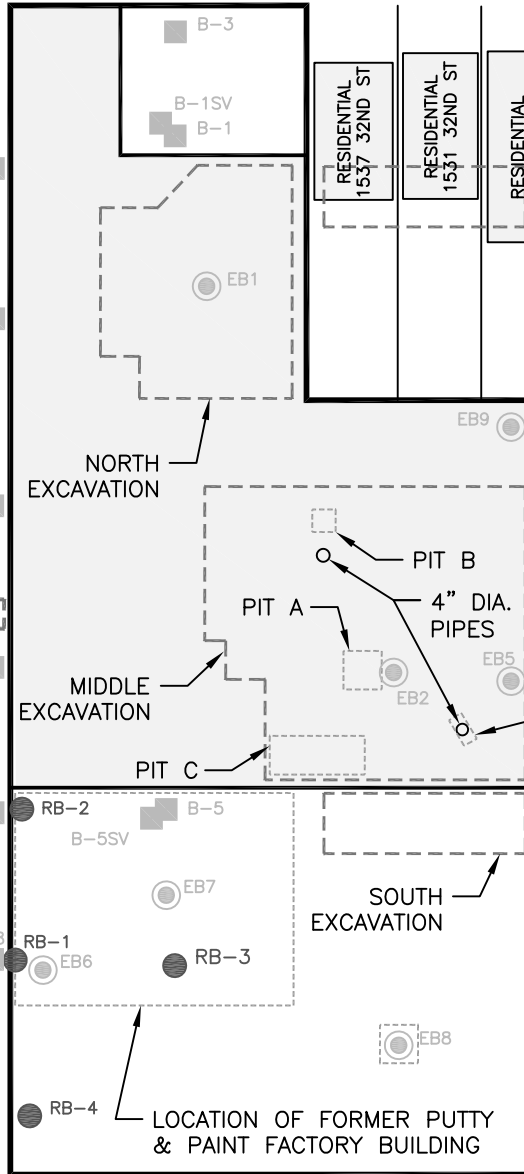 B-3
B-1SV
B-1
RESIDENTIAL
1537 32ND ST
RESIDENTIAL
1531 32ND ST
RESIDENTIAL
EB1
EB9
NORTH
EXCAVATION
PIT B
4" DIA.
PIPES
PIT A
EB2
EB5
MIDDLE
EXCAVATION
PIT C
RB-2
B-5
B-5SV
EB7
SOUTH
EXCAVATION
RB-1
EB6
RB-3
EB8
RB-4
LOCATION OF FORMER PUTTY
& PAINT FACTORY BUILDING